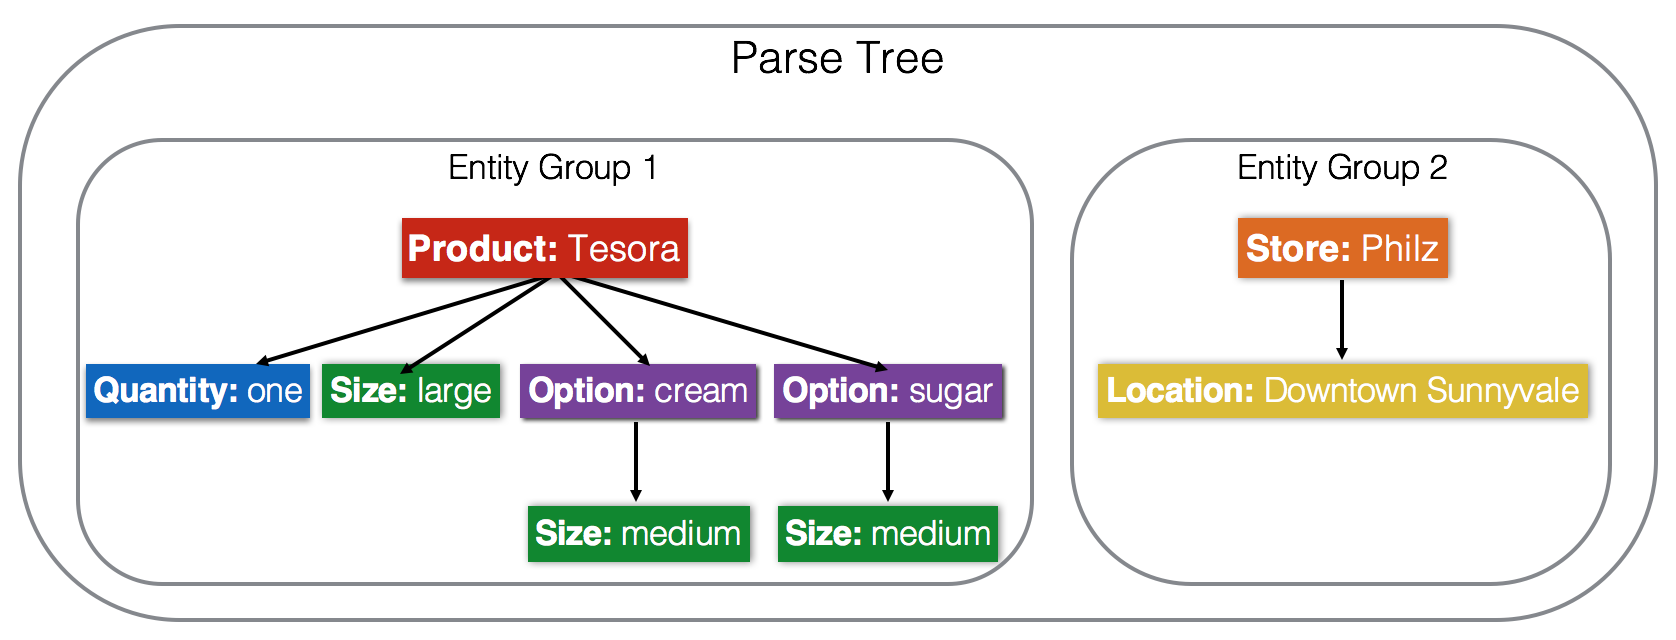 Parse Tree
Entity Group 1
Entity Group 2
Product: Tesora
Store: Philz
Quantity: one
Size: large
Option: cream
Option: sugar
Location: Downtown Sunnyvale
Size: medium
Size: medium